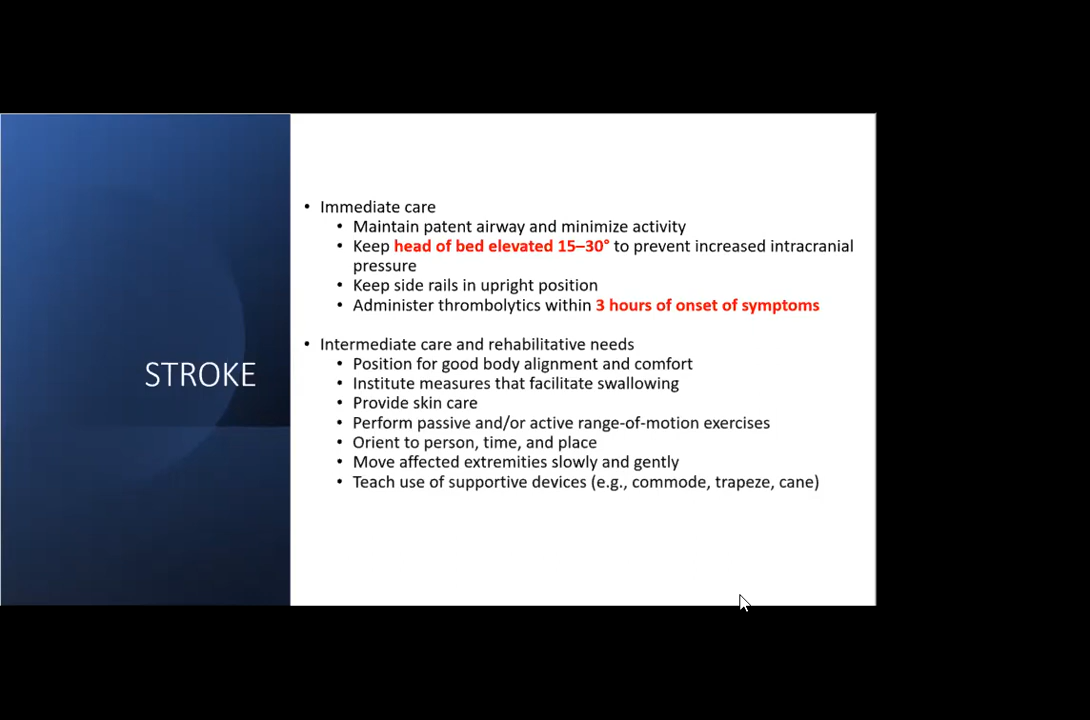 STROKE
• Immediate care
• Maintain patent airway and minimize activity
• Keep head of bed elevated 15–30° to prevent increased intracranial
pressure
• Keep side rails in upright position
• Administer thrombolytics within 3 hours of onset of symptoms
• Intermediate care and rehabilitative needs
• Position for good body alignment and comfort
• Institute measures that facilitate swallowing
• Provide skin care
• Perform passive and/or active range-of-motion exercises
• Orient to person, time, and place
• Move affected extremities slowly and gently
• Teach use of supportive devices (e.g., commode, trapeze, cane)